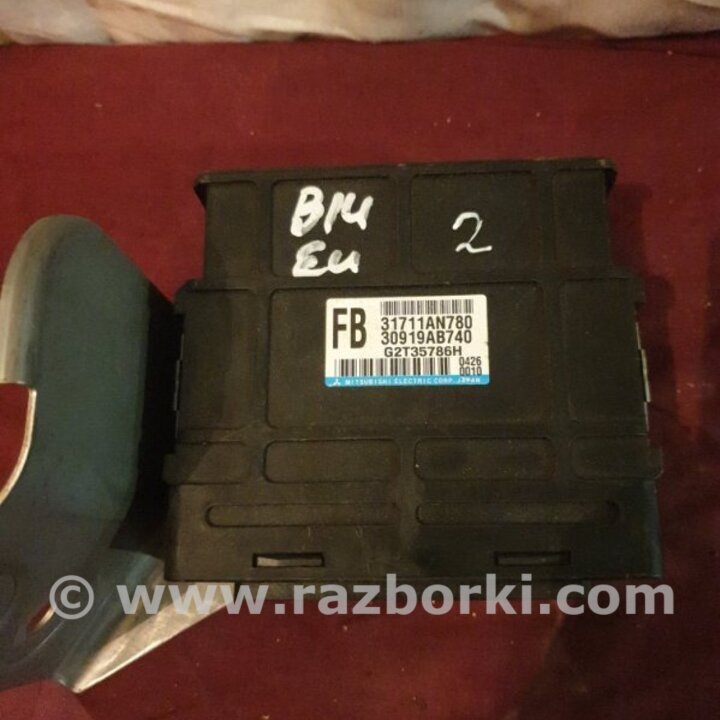 B14 2
EU
FB 31711AN780
30919AB740
G2T35786H
0426
0010
MITSUBISHI ELECTRIC CORP. JAPAN
© www.razborki.com